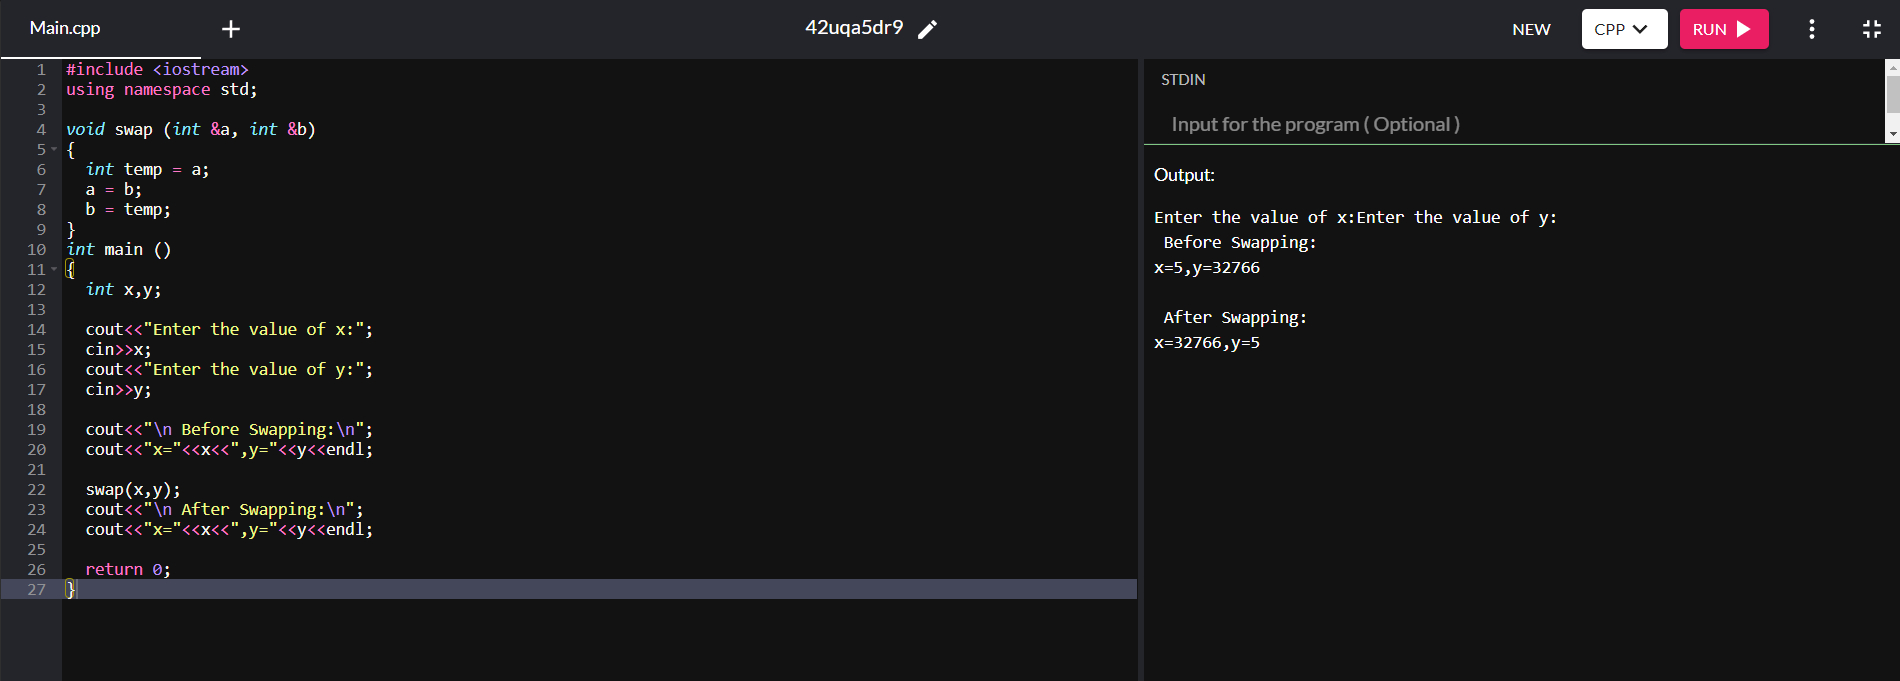 Main.cpp + 42uqa5dr9 NEW CPP RUN
1 #include <iostream>
2 using namespace std;
3
4 void swap (int &a, int &b)
5 {
6 int temp = a;
7 a = b;
8 b = temp;
9 }
10 int main ()
11 {
12 int x,y;
13
14 cout<<"Enter the value of x:";
15 cin>>x;
16 cout<<"Enter the value of y:";
17 cin>>y;
18
19 cout<<"\n Before Swapping:\n";
20 cout<<"x="<<x<<",y="<<y<<endl;
21
22 swap(x,y);
23 cout<<"\n After Swapping:\n";
24 cout<<"x="<<x<<",y="<<y<<endl;
25
26 return 0;
27 }
STDIN
Input for the program ( Optional )
Output:
Enter the value of x:Enter the value of y:
Before Swapping:
x=5,y=32766
After Swapping:
x=32766,y=5